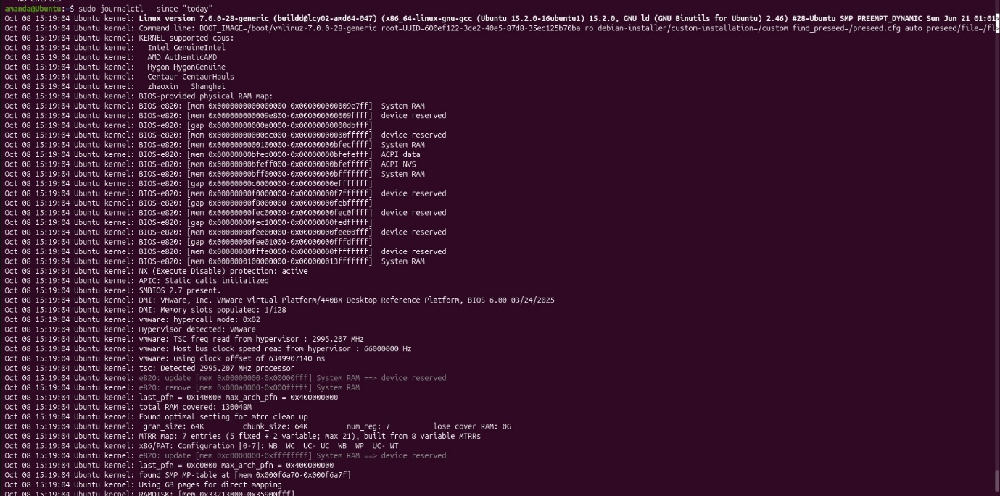 No entries
amanda@Ubuntu:~$ sudo journalctl --since "today"
Oct 08 15:19:04 Ubuntu kernel: Linux version 7.0.0-28-generic (buildd@lcy02-amd64-047) (x86_64-linux-gnu-gcc (Ubuntu 15.2.0-16ubuntu1) 15.2.0, GNU ld (GNU Binutils for Ubuntu) 2.46) #28-Ubuntu SMP PREEMPT_DYNAMIC Sun Jun 21 01:01>
Oct 08 15:19:04 Ubuntu kernel: Command line: BOOT_IMAGE=/boot/vmlinuz-7.0.0-28-generic root=UUID=600ef122-3ce2-40e5-87d8-35ec125b70ba ro debian-installer/custom-installation=/custom find_preseed=/preseed.cfg auto preseed/file=/fl>
Oct 08 15:19:04 Ubuntu kernel: KERNEL supported cpus:
Oct 08 15:19:04 Ubuntu kernel:   Intel GenuineIntel
Oct 08 15:19:04 Ubuntu kernel:   AMD AuthenticAMD
Oct 08 15:19:04 Ubuntu kernel:   Hygon HygonGenuine
Oct 08 15:19:04 Ubuntu kernel:   Centaur CentaurHauls
Oct 08 15:19:04 Ubuntu kernel:   zhaoxin   Shanghai
Oct 08 15:19:04 Ubuntu kernel: BIOS-provided physical RAM map:
Oct 08 15:19:04 Ubuntu kernel: BIOS-e820: [mem 0x0000000000000000-0x000000000009e7ff]  System RAM
Oct 08 15:19:04 Ubuntu kernel: BIOS-e820: [mem 0x000000000009e800-0x000000000009ffff]  device reserved
Oct 08 15:19:04 Ubuntu kernel: BIOS-e820: [gap 0x00000000000a0000-0x00000000000dbfff]
Oct 08 15:19:04 Ubuntu kernel: BIOS-e820: [mem 0x00000000000dc000-0x00000000000fffff]  device reserved
Oct 08 15:19:04 Ubuntu kernel: BIOS-e820: [mem 0x0000000000100000-0x00000000bfecffff]  System RAM
Oct 08 15:19:04 Ubuntu kernel: BIOS-e820: [mem 0x00000000bfed0000-0x00000000bfefefff]  ACPI data
Oct 08 15:19:04 Ubuntu kernel: BIOS-e820: [mem 0x00000000bfeff000-0x00000000bfefffff]  ACPI NVS
Oct 08 15:19:04 Ubuntu kernel: BIOS-e820: [mem 0x00000000bff00000-0x00000000bfffffff]  System RAM
Oct 08 15:19:04 Ubuntu kernel: BIOS-e820: [gap 0x00000000c0000000-0x00000000efffffff]
Oct 08 15:19:04 Ubuntu kernel: BIOS-e820: [mem 0x00000000f0000000-0x00000000f7ffffff]  device reserved
Oct 08 15:19:04 Ubuntu kernel: BIOS-e820: [gap 0x00000000f8000000-0x00000000febfffff]
Oct 08 15:19:04 Ubuntu kernel: BIOS-e820: [mem 0x00000000fec00000-0x00000000fec0ffff]  device reserved
Oct 08 15:19:04 Ubuntu kernel: BIOS-e820: [gap 0x00000000fec10000-0x00000000fedfffff]
Oct 08 15:19:04 Ubuntu kernel: BIOS-e820: [mem 0x00000000fee00000-0x00000000fee00fff]  device reserved
Oct 08 15:19:04 Ubuntu kernel: BIOS-e820: [gap 0x00000000fee01000-0x00000000fffdffff]
Oct 08 15:19:04 Ubuntu kernel: BIOS-e820: [mem 0x00000000fffe0000-0x00000000ffffffff]  device reserved
Oct 08 15:19:04 Ubuntu kernel: BIOS-e820: [mem 0x0000000100000000-0x000000013fffffff]  System RAM
Oct 08 15:19:04 Ubuntu kernel: NX (Execute Disable) protection: active
Oct 08 15:19:04 Ubuntu kernel: APIC: Static calls initialized
Oct 08 15:19:04 Ubuntu kernel: SMBIOS 2.7 present.
Oct 08 15:19:04 Ubuntu kernel: DMI: VMware, Inc. VMware Virtual Platform/440BX Desktop Reference Platform, BIOS 6.00 03/24/2025
Oct 08 15:19:04 Ubuntu kernel: DMI: Memory slots populated: 1/128
Oct 08 15:19:04 Ubuntu kernel: vmware: hypercall mode: 0x02
Oct 08 15:19:04 Ubuntu kernel: Hypervisor detected: VMware
Oct 08 15:19:04 Ubuntu kernel: vmware: TSC freq read from hypervisor : 2995.207 MHz
Oct 08 15:19:04 Ubuntu kernel: vmware: Host bus clock speed read from hypervisor : 66000000 Hz
Oct 08 15:19:04 Ubuntu kernel: vmware: using clock offset of 6349907140 ns
Oct 08 15:19:04 Ubuntu kernel: tsc: Detected 2995.207 MHz processor
Oct 08 15:19:04 Ubuntu kernel: e820: update [mem 0x00000000-0x00000fff] System RAM ==> device reserved
Oct 08 15:19:04 Ubuntu kernel: e820: remove [mem 0x000a0000-0x000fffff] System RAM
Oct 08 15:19:04 Ubuntu kernel: last_pfn = 0x140000 max_arch_pfn = 0x400000000
Oct 08 15:19:04 Ubuntu kernel: total RAM covered: 130048M
Oct 08 15:19:04 Ubuntu kernel: Found optimal setting for mtrr clean up
Oct 08 15:19:04 Ubuntu kernel:  gran_size: 64K         chunk_size: 64K         num_reg: 7          lose cover RAM: 0G
Oct 08 15:19:04 Ubuntu kernel: MTRR map: 7 entries (5 fixed + 2 variable; max 21), built from 8 variable MTRRs
Oct 08 15:19:04 Ubuntu kernel: x86/PAT: Configuration [0-7]: WB  WC  UC- UC  WB  WP  UC- WT
Oct 08 15:19:04 Ubuntu kernel: e820: update [mem 0xc0000000-0xffffffff] System RAM ==> device reserved
Oct 08 15:19:04 Ubuntu kernel: last_pfn = 0xc0000 max_arch_pfn = 0x400000000
Oct 08 15:19:04 Ubuntu kernel: found SMP MP-table at [mem 0x000f6a70-0x000f6a7f]
Oct 08 15:19:04 Ubuntu kernel: Using GB pages for direct mapping
Oct 08 15:19:04 Ubuntu kernel: RAMDISK: [mem 0x33213000-0x35900fff]